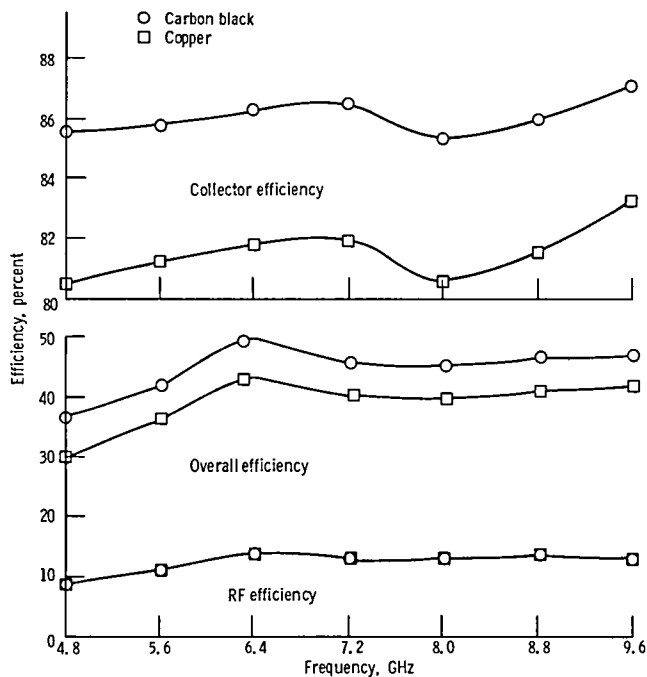 Carbon black
Copper
88
86
84
82
80
Collector efficiency
Efficiency, percent
50
40
30
20
10
0
Overall efficiency
RF efficiency
4.8 5.6 6.4 7.2 8.0 8.8 9.6
Frequency, GHz